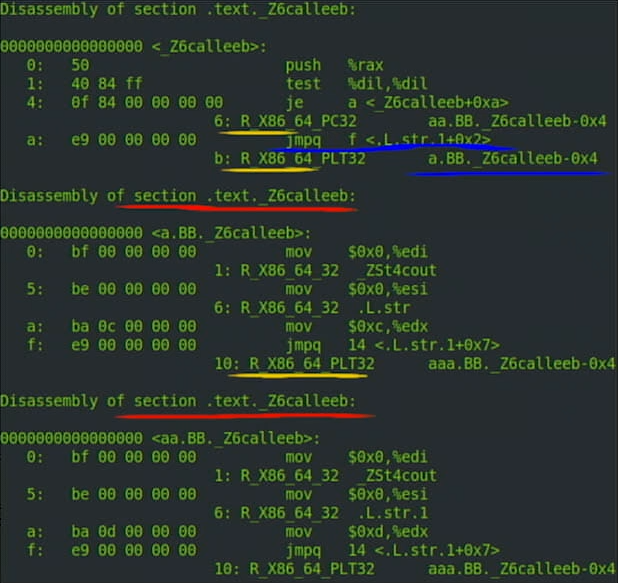 Disassembly of section .text._Z6calleeb:
0000000000000000 <_Z6calleeb>:
0: 50 push %rax
1: 40 84 ff test %dil,%dil
4: 0f 84 00 00 00 00 je a <_Z6calleeb+0xa>
6: R_X86_64_PC32 aa.BB._Z6calleeb-0x4
a: e9 00 00 00 00 jmpq f <.L.str.1+0x2>
b: R_X86_64_PLT32 a.BB._Z6calleeb-0x4
Disassembly of section .text._Z6calleeb:
0000000000000000 <a.BB._Z6calleeb>:
0: bf 00 00 00 00 mov $0x0,%edi
1: R_X86_64_32 _ZSt4cout
5: be 00 00 00 00 mov $0x0,%esi
6: R_X86_64_32 .L.str
a: ba 0c 00 00 00 mov $0xc,%edx
f: e9 00 00 00 00 jmpq 14 <.L.str.1+0x7>
10: R_X86_64_PLT32 aaa.BB._Z6calleeb-0x4
Disassembly of section .text._Z6calleeb:
0000000000000000 <aa.BB._Z6calleeb>:
0: bf 00 00 00 00 mov $0x0,%edi
1: R_X86_64_32 _ZSt4cout
5: be 00 00 00 00 mov $0x0,%esi
6: R_X86_64_32 .L.str.1
a: ba 0d 00 00 00 mov $0xd,%edx
f: e9 00 00 00 00 jmpq 14 <.L.str.1+0x7>
10: R_X86_64_PLT32 aaa.BB._Z6calleeb-0x4